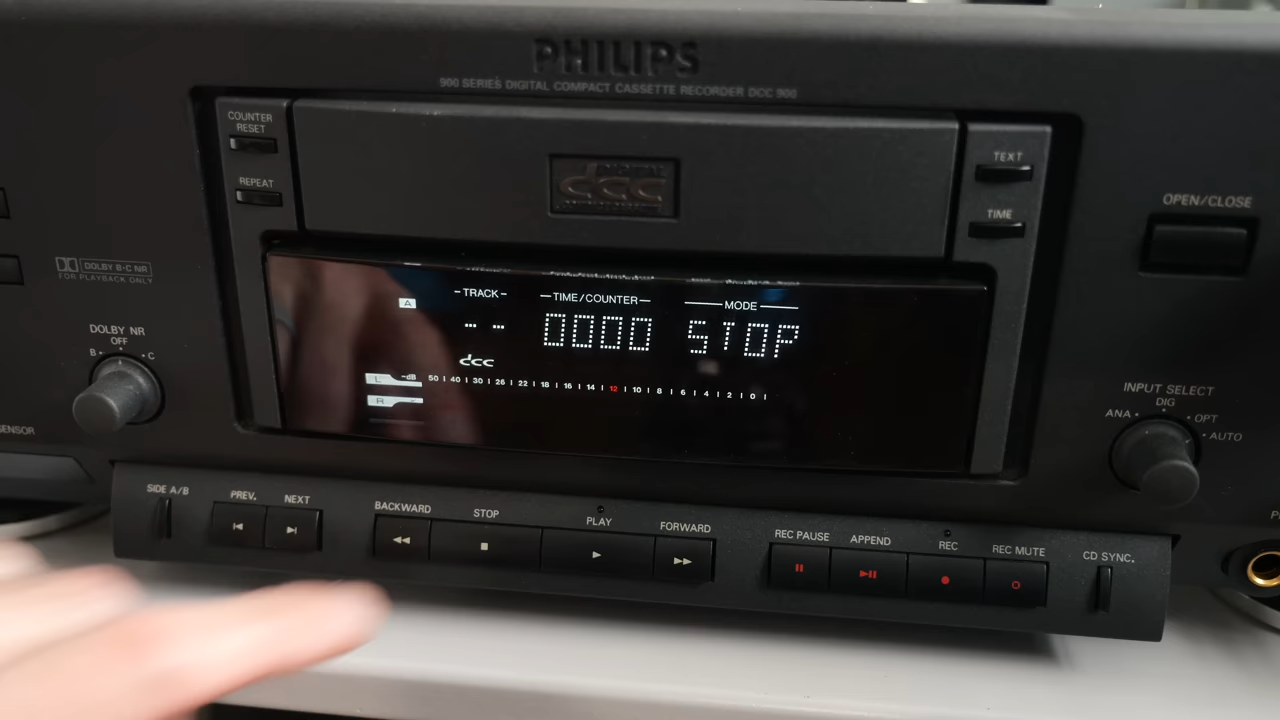 PHILIPS
900 SERIES DIGITAL COMPACT CASSETTE RECORDER DCC 900
COUNTER
RESET
REPEAT
DIGITAL
dcc
TEXT
TIME
OPEN/CLOSE
DOLBY B·C NR
FOR PLAYBACK ONLY
DOLBY NR
OFF
B C
SENSOR
A
TRACK
TIME/COUNTER
MODE
-- -- 0000 STOP
dcc
L -dB 50 40 30 26 22 18 16 14 12 10 8 6 4 2 0
R
INPUT SELECT
DIG
ANA OPT
AUTO
SIDE A/B
PREV.
NEXT
BACKWARD
STOP
PLAY
FORWARD
REC PAUSE
APPEND
REC
REC MUTE
CD SYNC.